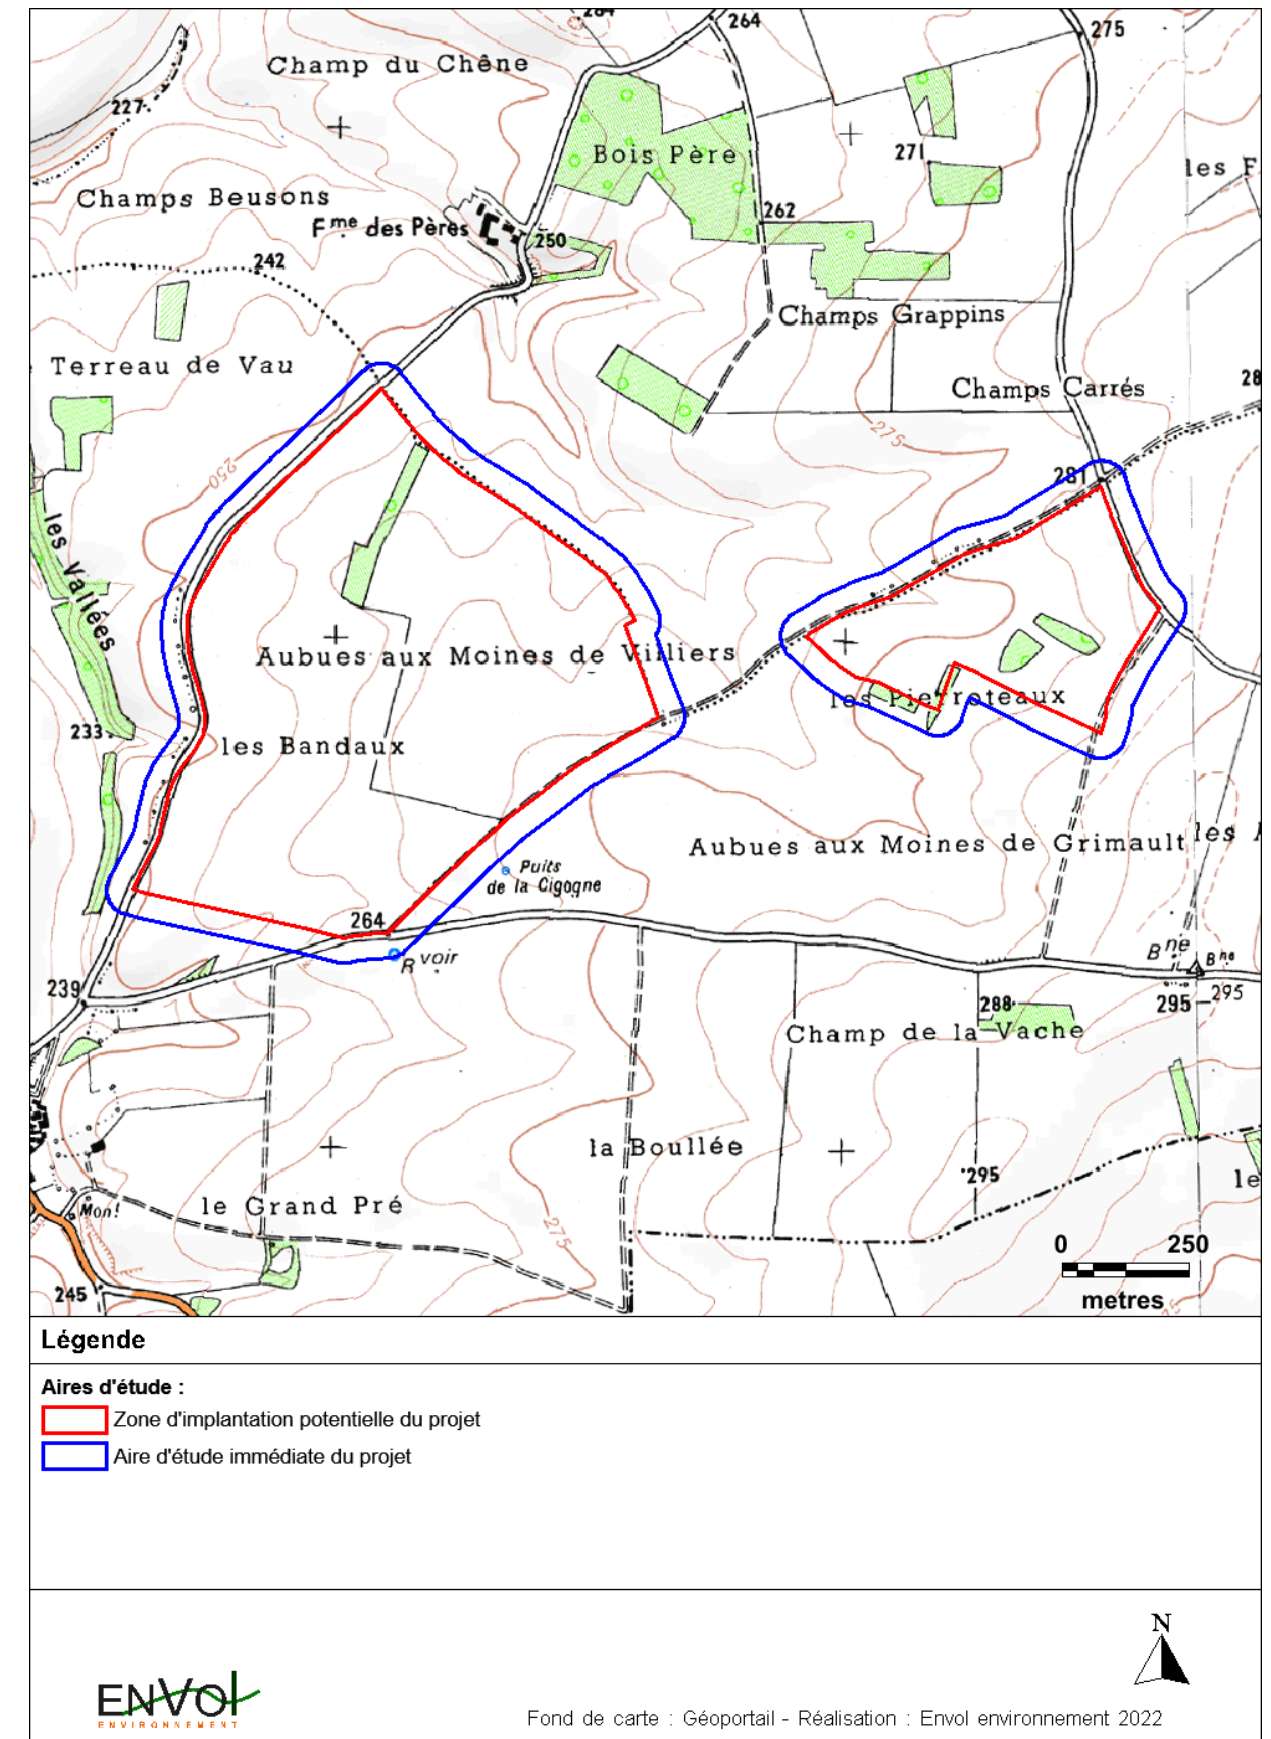 264
264
275
Champ du Chêne
227
Bois Père
271
les F
Champs Beusons
Fme des Pères
262
250
242
Champs Grappins
Terreau de Vau
28
Champs Carrés
275
250
281
les Vallées
Aubues aux Moines de Villiers
les Pierroteaux
233
les Bandaux
Aubues aux Moines de Grimault
les
Puits
de la Cigogne
264
Rvoir
Bne
Bne
239
288
295
295
Champ de la Vache
la Boullée
295
le
Mont
le Grand Pré
275
0 250
metres
245
Légende
Aires d'étude :
Zone d'implantation potentielle du projet
Aire d'étude immédiate du projet
N
ENVOl
ENVIRONNEMENT
Fond de carte : Géoportail - Réalisation : Envol environnement 2022